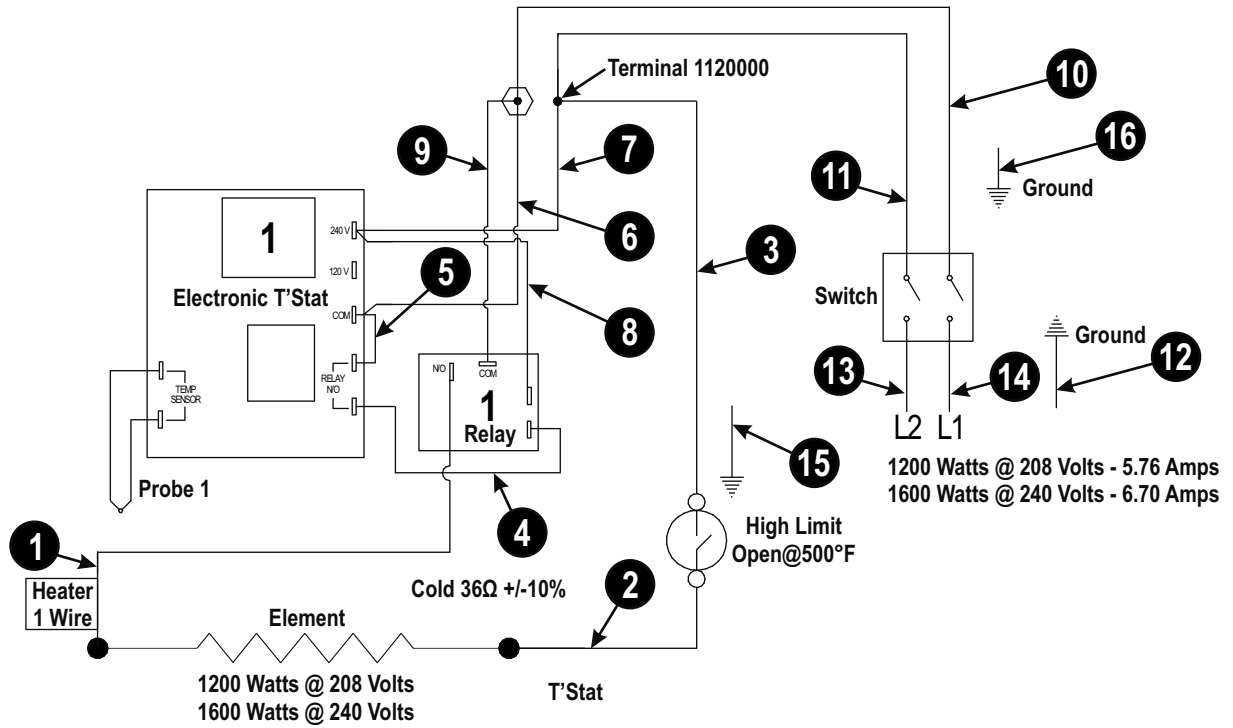 Terminal 1120000
10
16
9
7
11
Ground
1
240 V
6
3
120 V
5
Electronic T'Stat
Switch
COM
8
Ground
12
N/O
COM
13
14
TEMP
SENSOR
RELAY
N/O
1
Relay
L2 L1
15
1200 Watts @ 208 Volts - 5.76 Amps
1600 Watts @ 240 Volts - 6.70 Amps
Probe 1
4
High Limit
Open@500°F
1
Heater
1 Wire
Cold 36Ω +/-10%
2
Element
1200 Watts @ 208 Volts
1600 Watts @ 240 Volts
T'Stat